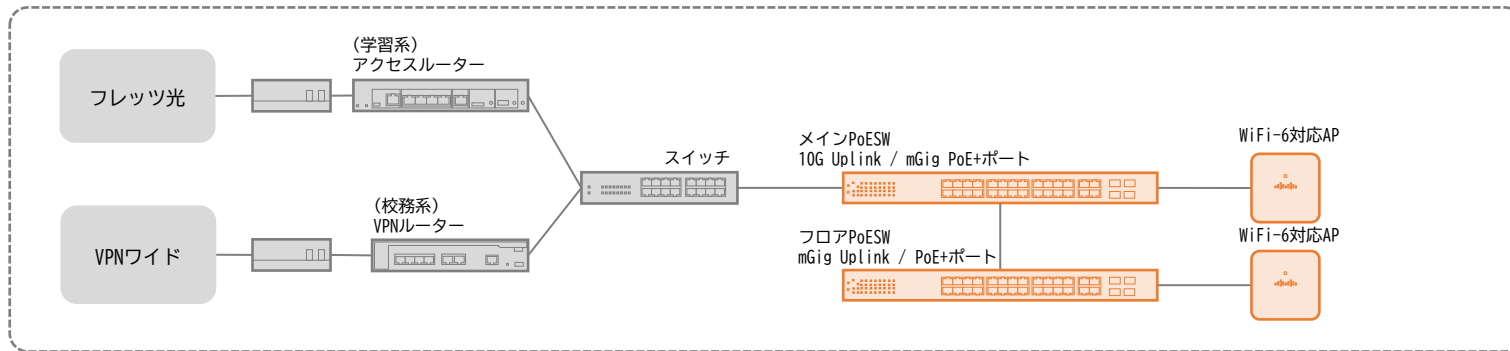 フレッツ光
(学習系)
アクセスルーター
VPNワイド
(校務系)
VPNルーター
スイッチ
メインPoESW
10G Uplink / mGig PoE+ポート
WiFi-6対応AP
フロアPoESW
mGig Uplink / PoE+ポート
WiFi-6対応AP